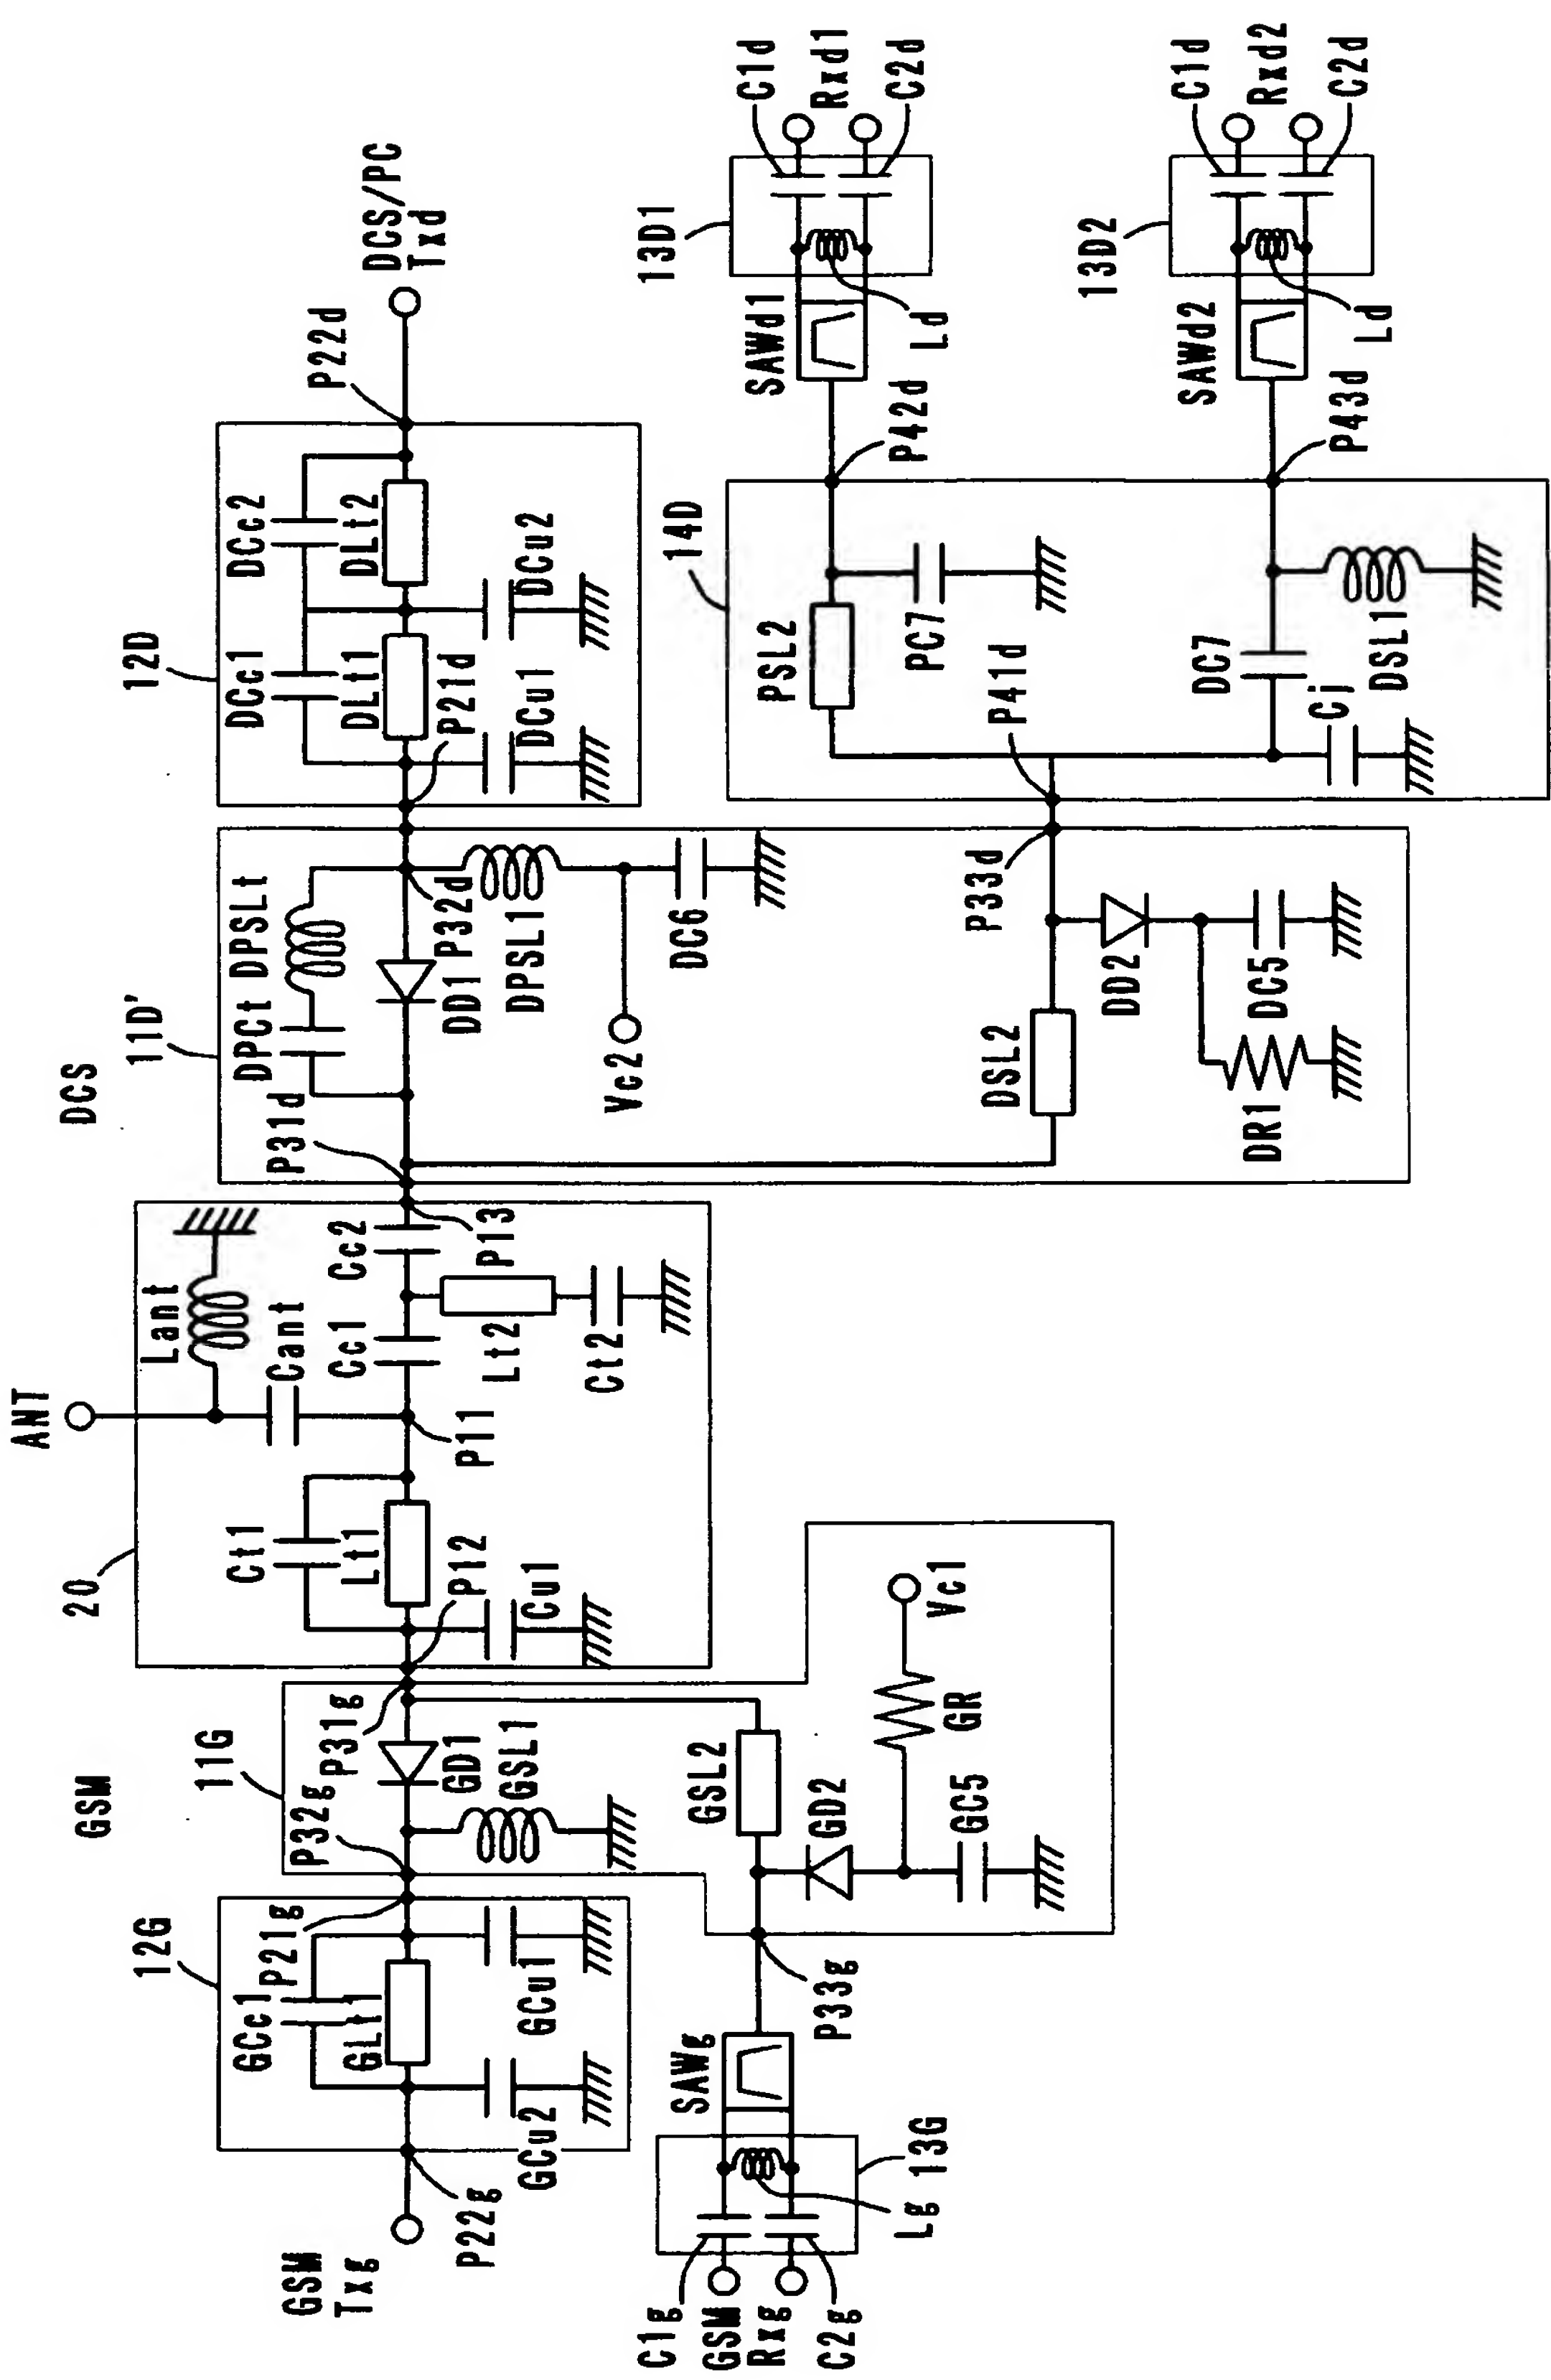 ANT
GSM
DCS
20
Lant
Cant
Ct1
Lt1
P11
P12
Cu1
Cc1
Cc2
P13
Lt2
Ct2
11G
P31g
P32g
GD1
GSL1
GSL2
GD2
GR
Vc1
GC5
P33g
12G
P21g
GCc1
GLt1
GCu1
GCu2
P22g
GSM
Txg
SAWg
13G
Lg
C1g
GSM
Rxg
C2g
11D'
P31d
DPCt
DPSLt
DD1
P32d
DPSL1
Vc2
DC6
DSL2
P33d
DD2
DC5
DR1
12D
DCc1
DLt1
P21d
DCu1
DCc2
DLt2
DCu2
P22d
DCS/PC
Txd
14D
P41d
PSL2
PC7
P42d
DC7
Cj
DSL1
P43d
SAWd1
13D1
Ld
C1d
Rxd1
C2d
SAWd2
13D2
Ld
C1d
Rxd2
C2d